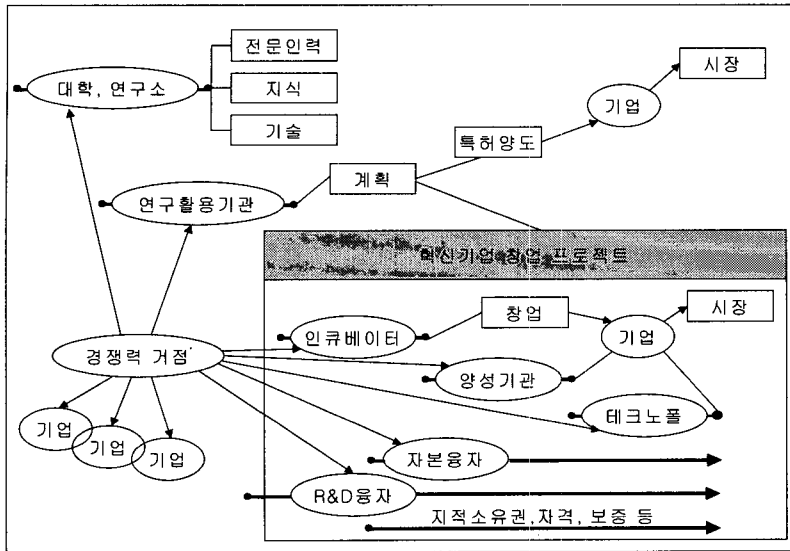 전문인력
시장
대학, 연구소
지식
기업
기술
특허양도
계획
연구활용기관
혁신기업 창업 프로젝트
시장
창업
인큐베이터
기업
경쟁력 거점
양성기관
테크노폴
기업
기업
기업
자본융자
R&D융자
지적소유권,자격, 보증 등